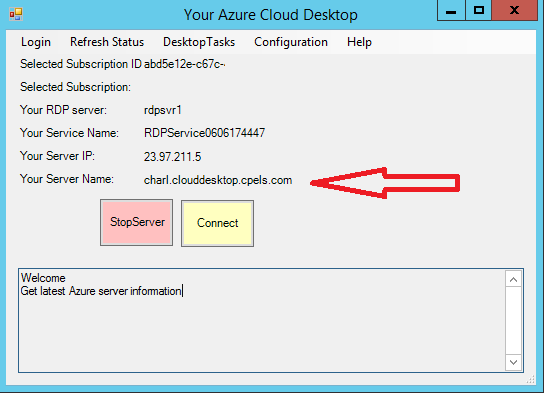 Your Azure Cloud Desktop
Login Refresh Status DesktopTasks Configuration Help
Selected Subscription ID abd5e12e-c67c-
Selected Subscription:
Your RDP server: rdpsvr1
Your Service Name: RDPService0606174447
Your Server IP: 23.97.211.5
Your Server Name: charl.clouddesktop.cpels.com
StopServer Connect
Welcome
Get latest Azure server information